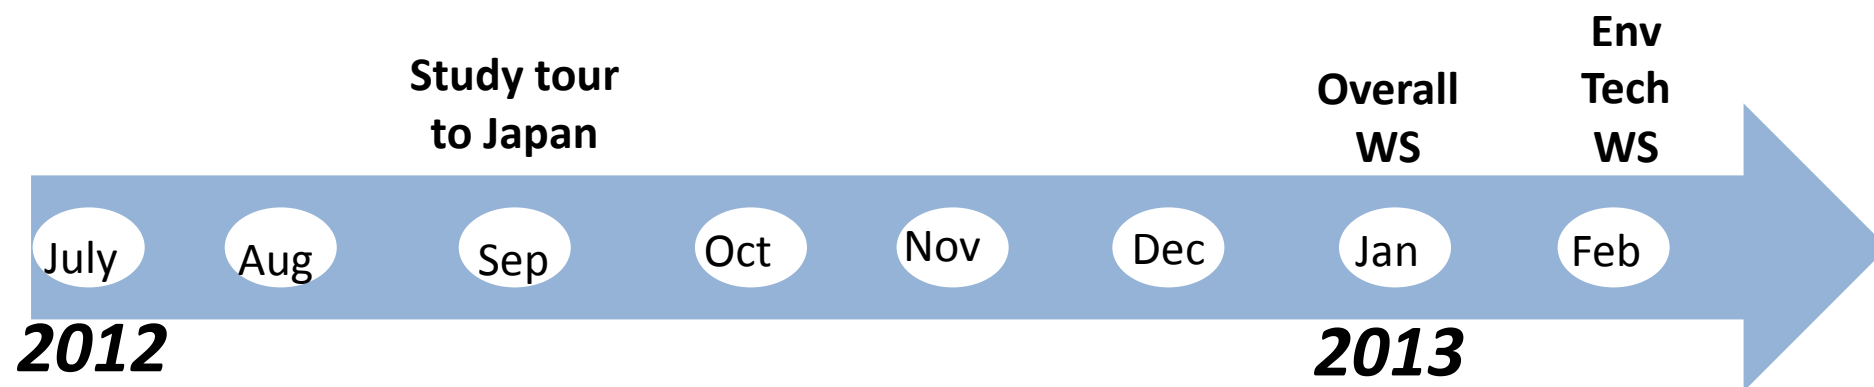 Study tour
to Japan
Overall
WS
Env
Tech
WS
July
Aug
Sep
Oct
Nov
Dec
Jan
Feb
2012
2013